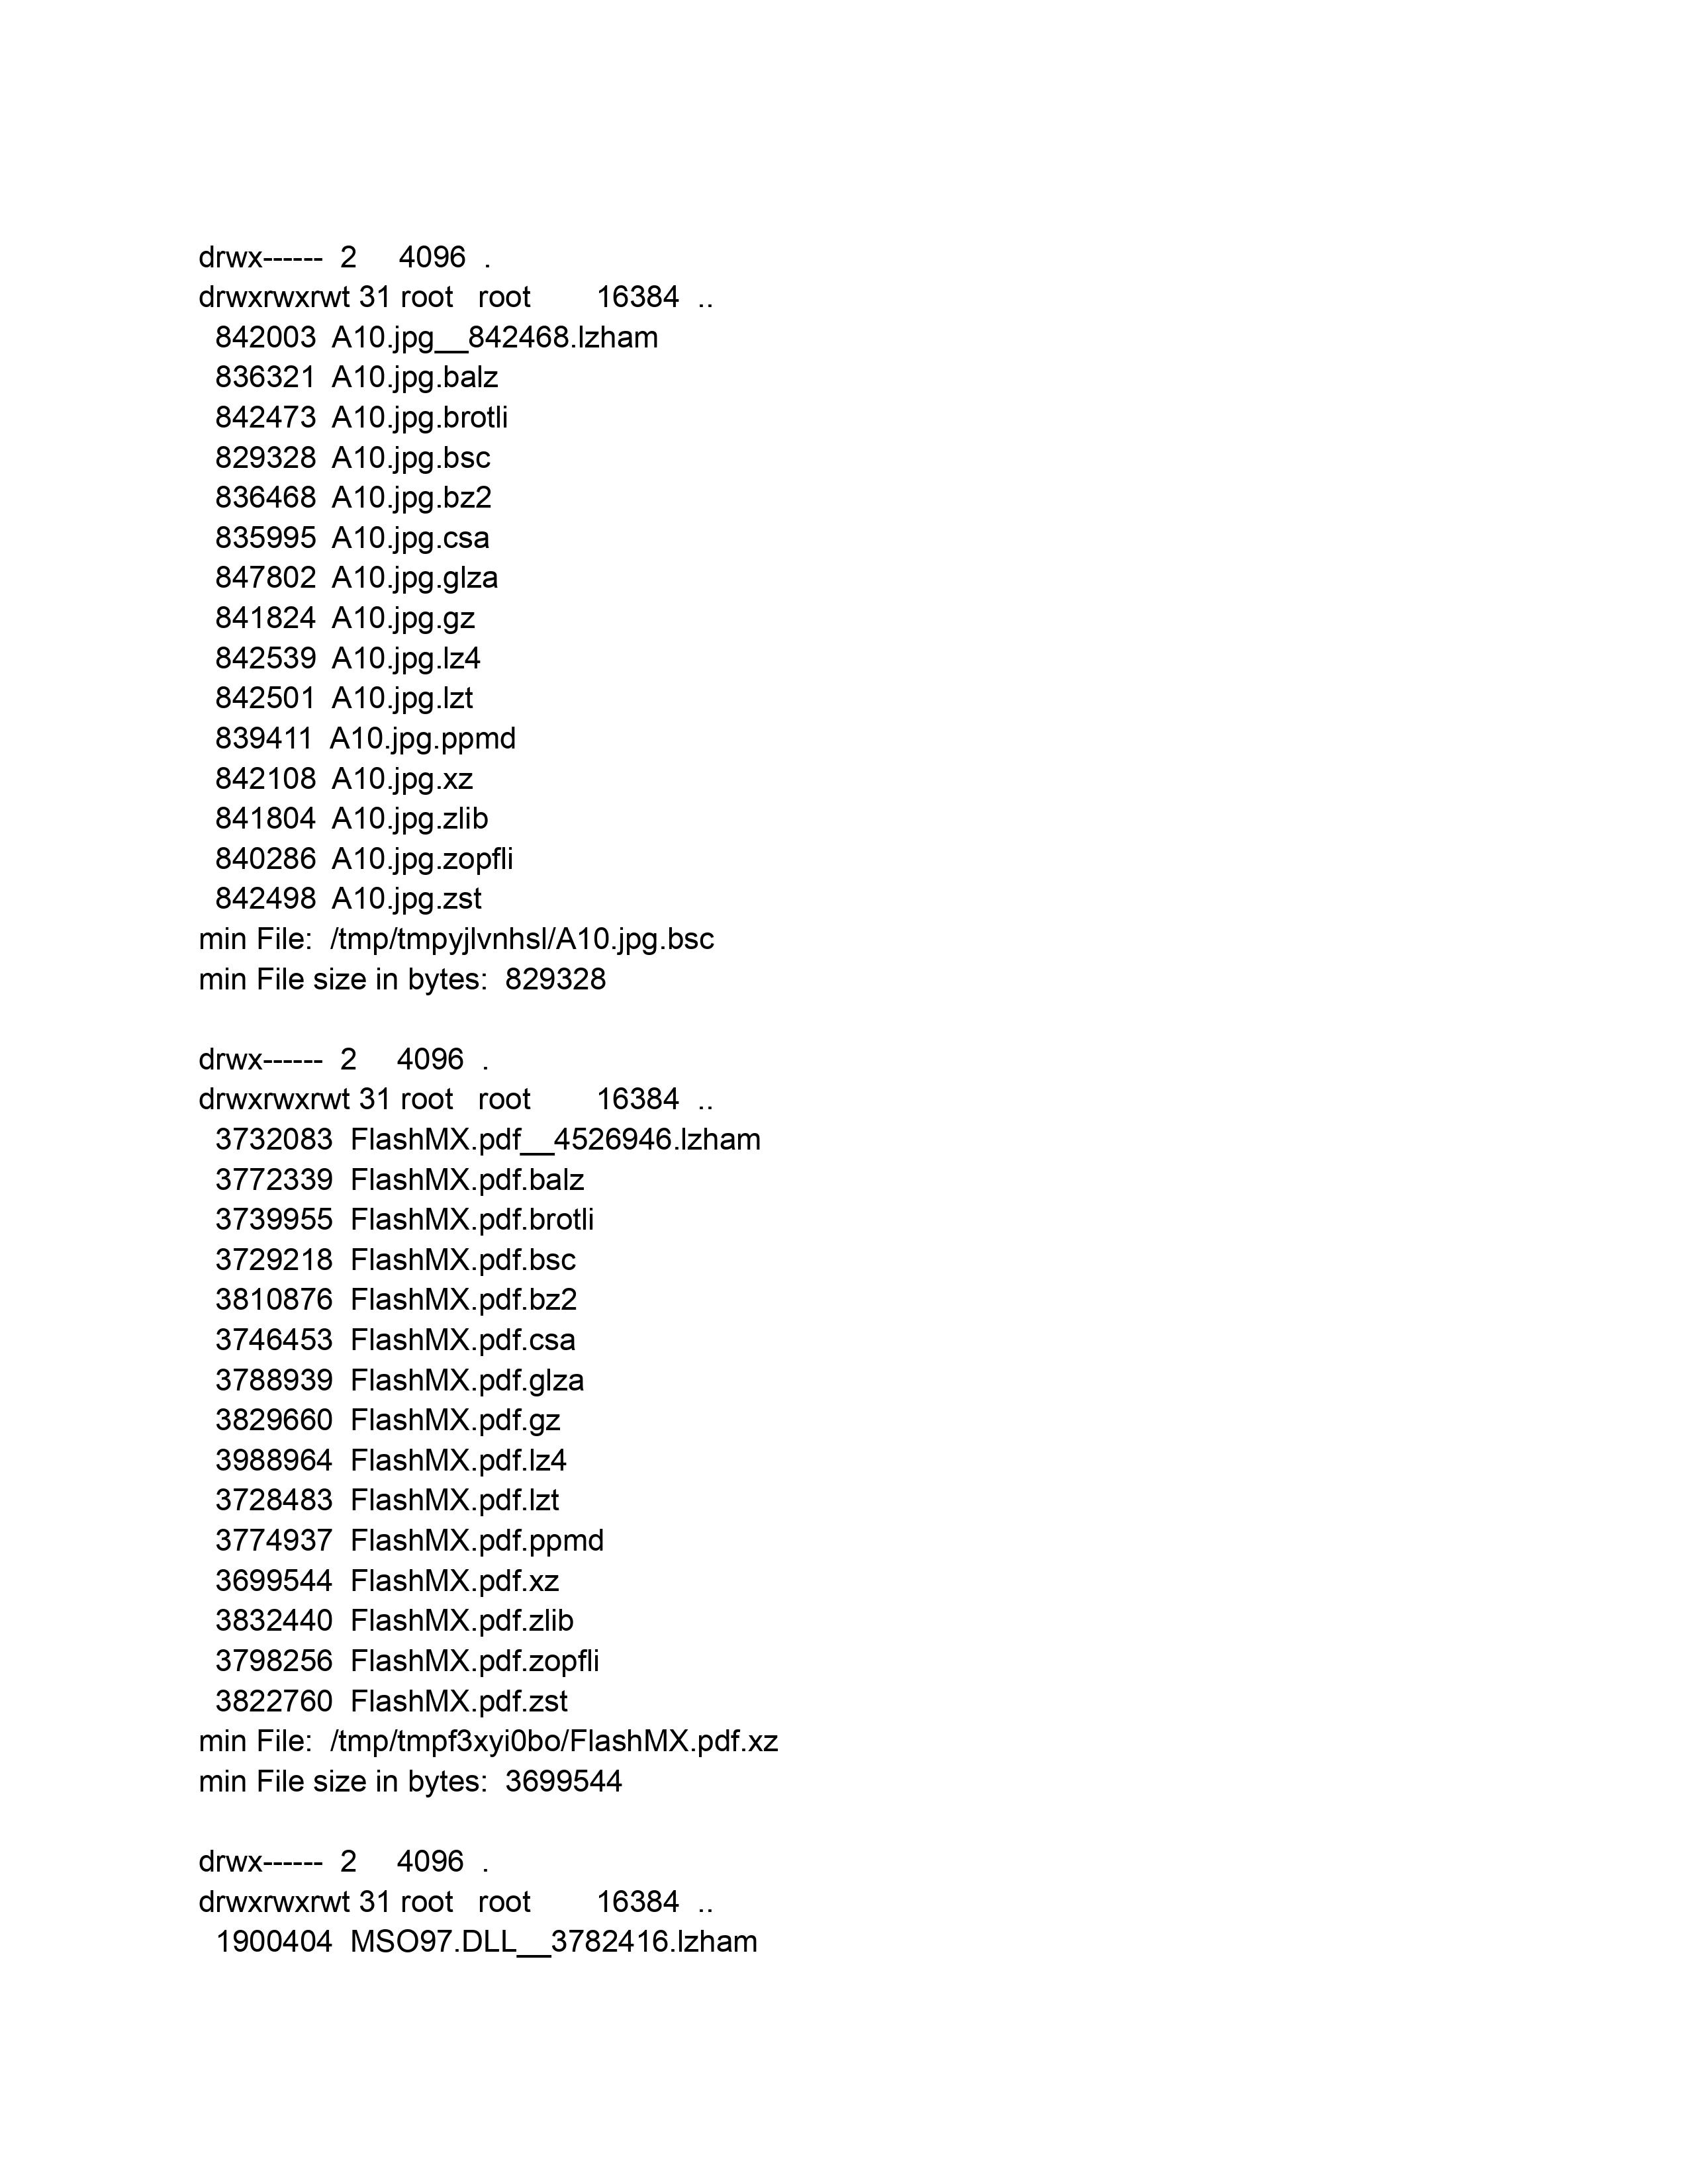 drwx------  2     4096  .
drwxrwxrwt 31 root   root        16384  ..
  842003  A10.jpg__842468.lzham
  836321  A10.jpg.balz
  842473  A10.jpg.brotli
  829328  A10.jpg.bsc
  836468  A10.jpg.bz2
  835995  A10.jpg.csa
  847802  A10.jpg.glza
  841824  A10.jpg.gz
  842539  A10.jpg.lz4
  842501  A10.jpg.lzt
  839411  A10.jpg.ppmd
  842108  A10.jpg.xz
  841804  A10.jpg.zlib
  840286  A10.jpg.zopfli
  842498  A10.jpg.zst
min File:  /tmp/tmpyjlvnhsl/A10.jpg.bsc
min File size in bytes:  829328

drwx------  2     4096  .
drwxrwxrwt 31 root   root        16384  ..
  3732083  FlashMX.pdf__4526946.lzham
  3772339  FlashMX.pdf.balz
  3739955  FlashMX.pdf.brotli
  3729218  FlashMX.pdf.bsc
  3810876  FlashMX.pdf.bz2
  3746453  FlashMX.pdf.csa
  3788939  FlashMX.pdf.glza
  3829660  FlashMX.pdf.gz
  3988964  FlashMX.pdf.lz4
  3728483  FlashMX.pdf.lzt
  3774937  FlashMX.pdf.ppmd
  3699544  FlashMX.pdf.xz
  3832440  FlashMX.pdf.zlib
  3798256  FlashMX.pdf.zopfli
  3822760  FlashMX.pdf.zst
min File:  /tmp/tmpf3xyi0bo/FlashMX.pdf.xz
min File size in bytes:  3699544

drwx------  2     4096  .
drwxrwxrwt 31 root   root        16384  ..
  1900404  MSO97.DLL__3782416.lzham